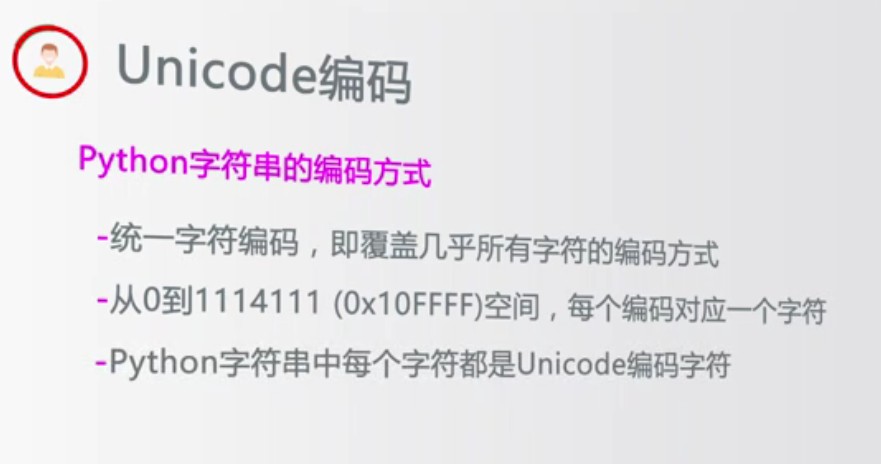 Unicode编码
Python字符串的编码方式
-统一字符编码，即覆盖几乎所有字符的编码方式
-从0到1114111 (0x10FFFF)空间，每个编码对应一个字符
-Python字符串中每个字符都是Unicode编码字符